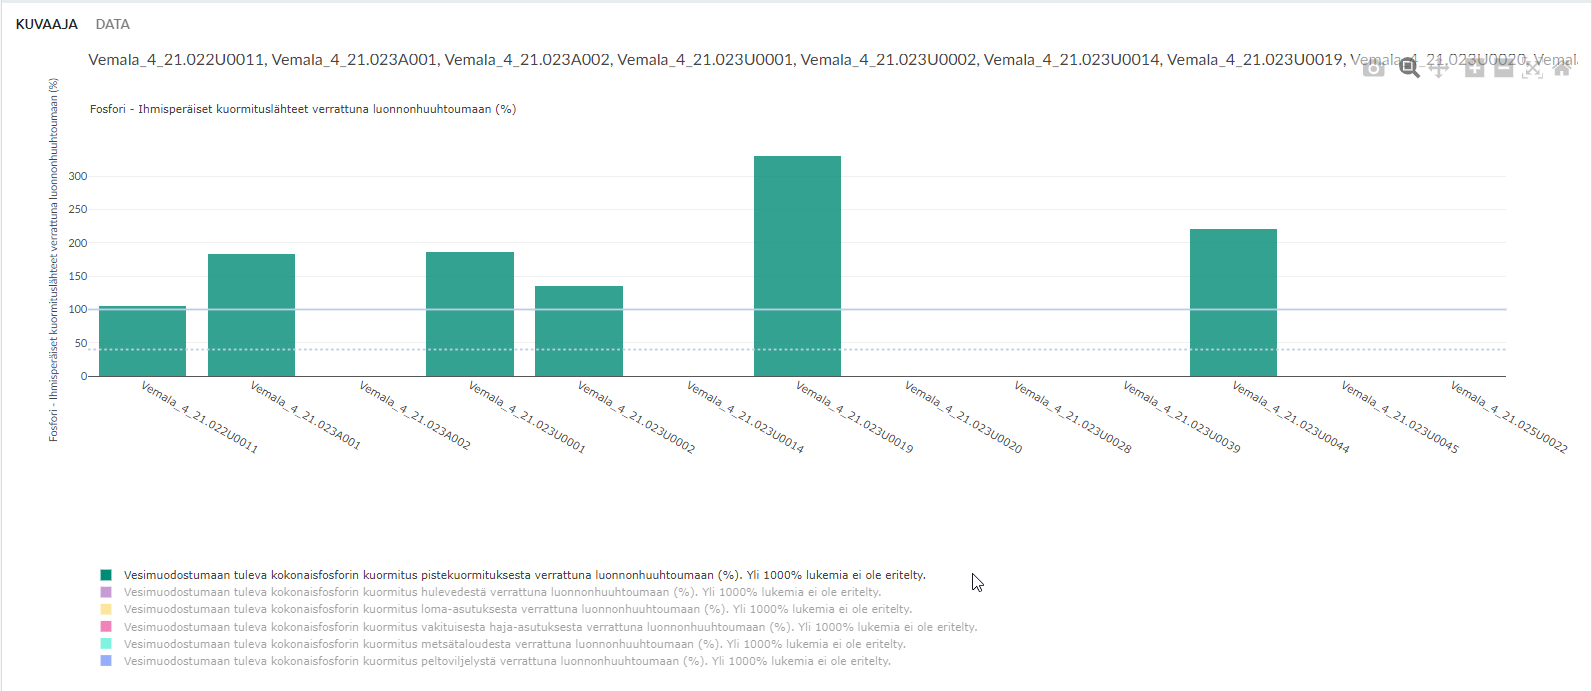 KUVAAJA DATA
Vemala_4_21.022U0011, Vemala_4_21.023A001, Vemala_4_21.023A002, Vemala_4_21.023U0001, Vemala_4_21.023U0002, Vemala_4_21.023U0014, Vemala_4_21.023U0019, Vemala_4_21.023U0020, Vemal
Fosfori - Ihmisperäiset kuormituslähteet verrattuna luonnonhuuhtoumaan (%)
Fosfori - Ihmisperäiset kuormituslähteet verrattuna luonnonhuuhtoumaan (%)
300
250
200
150
100
50
0
Vemala_4_21.022U0011
Vemala_4_21.023A001
Vemala_4_21.023A002
Vemala_4_21.023U0001
Vemala_4_21.023U0002
Vemala_4_21.023U0014
Vemala_4_21.023U0019
Vemala_4_21.023U0020
Vemala_4_21.023U0028
Vemala_4_21.023U0039
Vemala_4_21.023U0044
Vemala_4_21.023U0045
Vemala_4_21.025U0022
Vesimuodostumaan tuleva kokonaisfosforin kuormitus pistekuormituksesta verrattuna luonnonhuuhtoumaan (%). Yli 1000% lukemia ei ole eritelty.
Vesimuodostumaan tuleva kokonaisfosforin kuormitus hulevedestä verrattuna luonnonhuuhtoumaan (%). Yli 1000% lukemia ei ole eritelty.
Vesimuodostumaan tuleva kokonaisfosforin kuormitus loma-asutuksesta verrattuna luonnonhuuhtoumaan (%). Yli 1000% lukemia ei ole eritelty.
Vesimuodostumaan tuleva kokonaisfosforin kuormitus vakituisesta haja-asutuksesta verrattuna luonnonhuuhtoumaan (%). Yli 1000% lukemia ei ole eritelty.
Vesimuodostumaan tuleva kokonaisfosforin kuormitus metsätaloudesta verrattuna luonnonhuuhtoumaan (%). Yli 1000% lukemia ei ole eritelty.
Vesimuodostumaan tuleva kokonaisfosforin kuormitus peltoviljelystä verrattuna luonnonhuuhtoumaan (%). Yli 1000% lukemia ei ole eritelty.